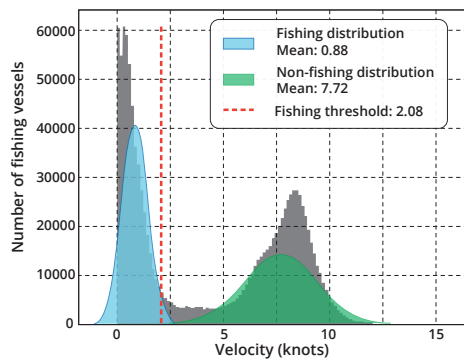 Fishing distribution
Mean: 0.88
Non-fishing distribution
Mean: 7.72
Fishing threshold: 2.08
Number of fishing vessels
60000
50000
40000
30000
20000
10000
0
0
5
10
15
Velocity (knots)